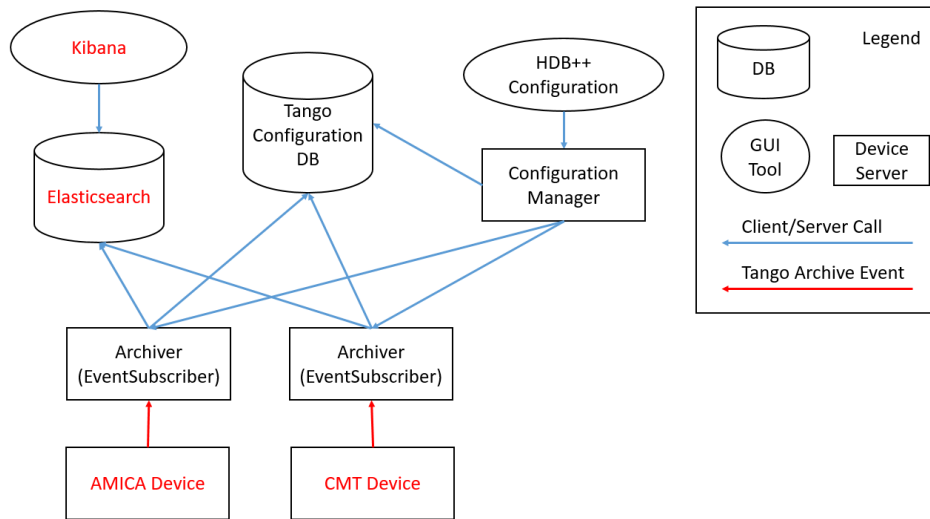 Kibana
Elasticsearch
Tango
Configuration
DB
HDB++
Configuration
Configuration
Manager
Archiver
(EventSubscriber)
Archiver
(EventSubscriber)
AMICA Device
CMT Device
Legend
DB
GUI
Tool
Device
Server
Client/Server Call
Tango Archive Event